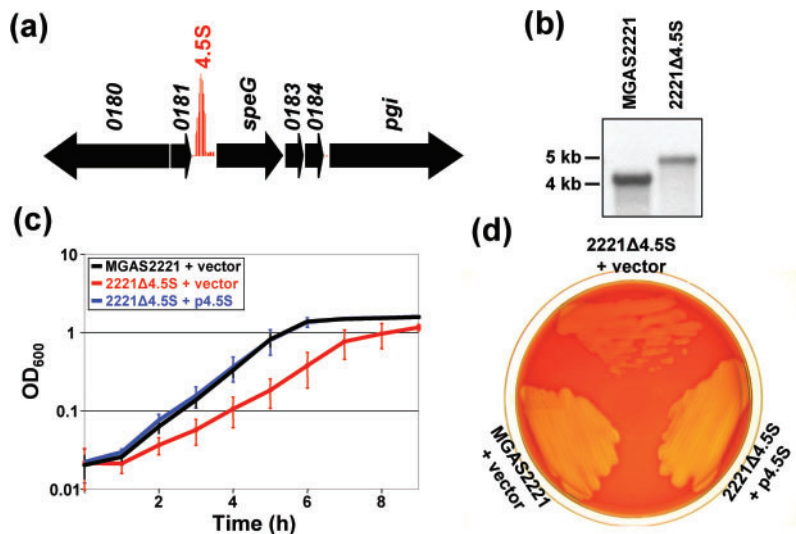 (a)
0180
0181
4.5S
speG
0183
0184
pgi
(b)
MGAS2221
2221Δ4.5S
5 kb
4 kb
(c)
10
1
0.1
0.01
OD600
MGAS2221 + vector
2221Δ4.5S + vector
2221Δ4.5S + p4.5S
2
4
6
8
Time (h)
(d)
2221Δ4.5S
+ vector
MGAS2221
+ vector
2221Δ4.5S
+ p4.5S